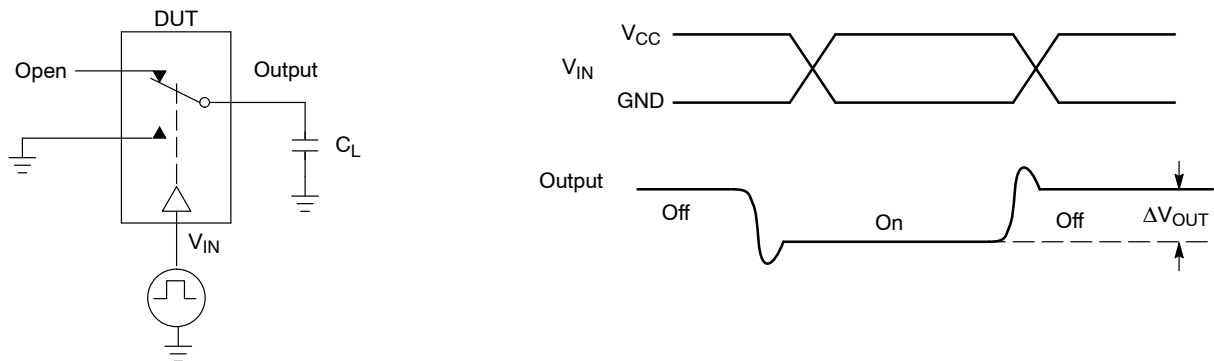 DUT
Open
Output
C_L
V_IN
V_CC
V_IN
GND
Output
Off
On
Off
ΔV_OUT